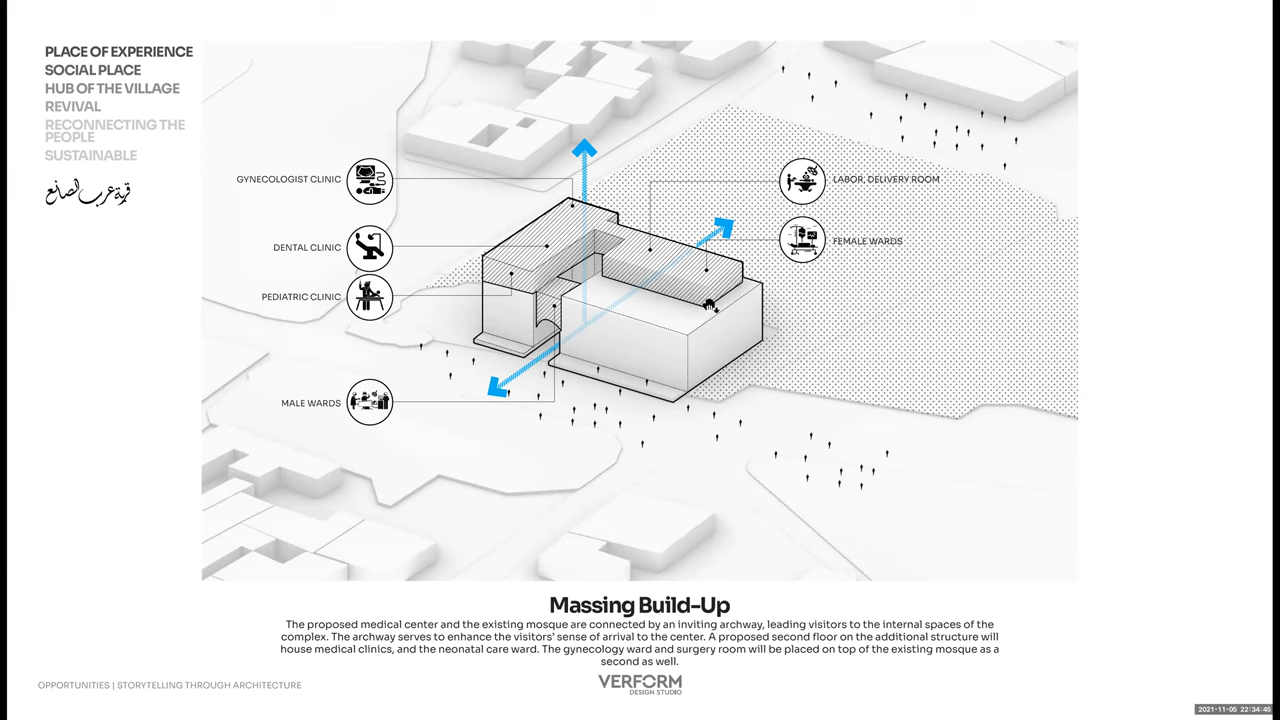 PLACE OF EXPERIENCE
SOCIAL PLACE
HUB OF THE VILLAGE
REVIVAL
RECONNECTING THE
PEOPLE
SUSTAINABLE
قرية عرب الصانع
GYNECOLOGIST CLINIC
DENTAL CLINIC
PEDIATRIC CLINIC
MALE WARDS
LABOR, DELIVERY ROOM
FEMALE WARDS
Massing Build-Up
The proposed medical center and the existing mosque are connected by an inviting archway, leading visitors to the internal spaces of the
complex. The archway serves to enhance the visitors' sense of arrival to the center. A proposed second floor on the additional structure will
house medical clinics, and the neonatal care ward. The gynecology ward and surgery room will be placed on top of the existing mosque as a
second as well.
OPPORTUNITIES | STORYTELLING THROUGH ARCHITECTURE
VERFORM
DESIGN STUDIO
2021-11-05 22:34:45